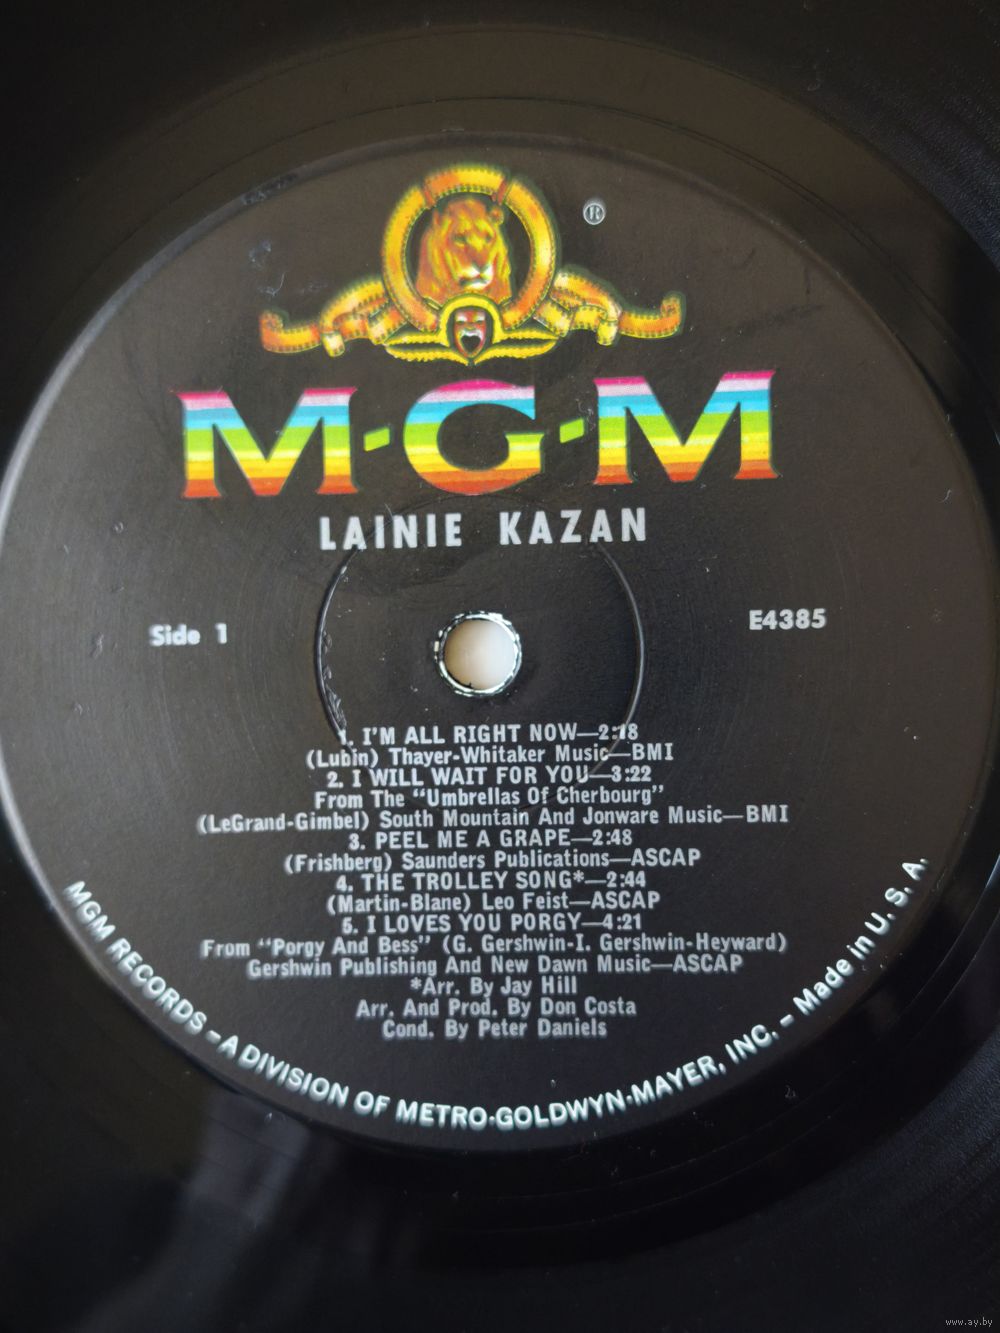 ®
M·G·M
LAINIE KAZAN
Side 1
E4385
1. I'M ALL RIGHT NOW—2:18
(Lubin) Thayer-Whitaker Music—BMI
2. I WILL WAIT FOR YOU—3:22
From The "Umbrellas Of Cherbourg"
(LeGrand-Gimbel) South Mountain And Jonware Music—BMI
3. PEEL ME A GRAPE—2:48
(Frishberg) Saunders Publications—ASCAP
4. THE TROLLEY SONG*—2:44
(Martin-Blane) Leo Feist—ASCAP
5. I LOVES YOU PORGY—4:21
From "Porgy And Bess" (G. Gershwin-I. Gershwin-Heyward)
Gershwin Publishing And New Dawn Music—ASCAP
*Arr. By Jay Hill
Arr. And Prod. By Don Costa
Cond. By Peter Daniels
MGM RECORDS – A DIVISION OF METRO-GOLDWYN-MAYER, INC. – Made in U. S. A.
www.ay.by